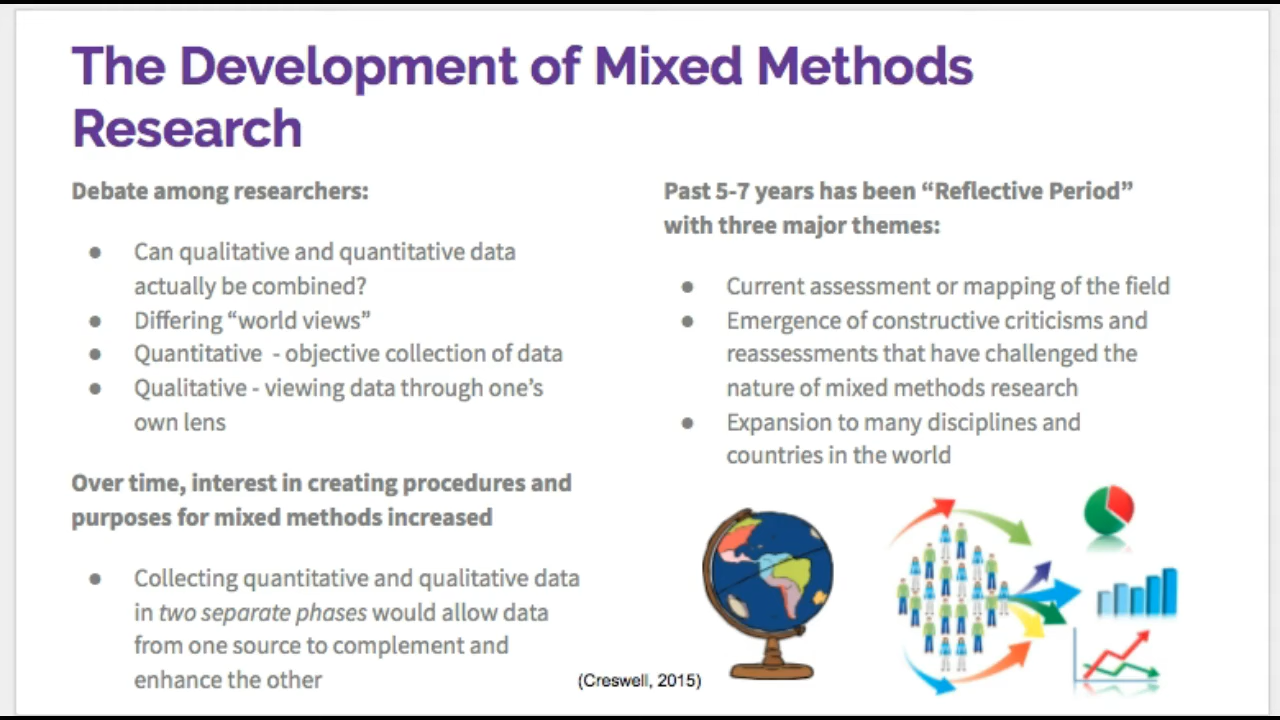 The Development of Mixed Methods
Research
Debate among researchers:
● Can qualitative and quantitative data
actually be combined?
● Differing “world views”
● Quantitative - objective collection of data
● Qualitative - viewing data through one’s
own lens
Over time, interest in creating procedures and
purposes for mixed methods increased
● Collecting quantitative and qualitative data
in two separate phases would allow data
from one source to complement and
enhance the other
Past 5-7 years has been “Reflective Period”
with three major themes:
● Current assessment or mapping of the field
● Emergence of constructive criticisms and
reassessments that have challenged the
nature of mixed methods research
● Expansion to many disciplines and
countries in the world
(Creswell, 2015)